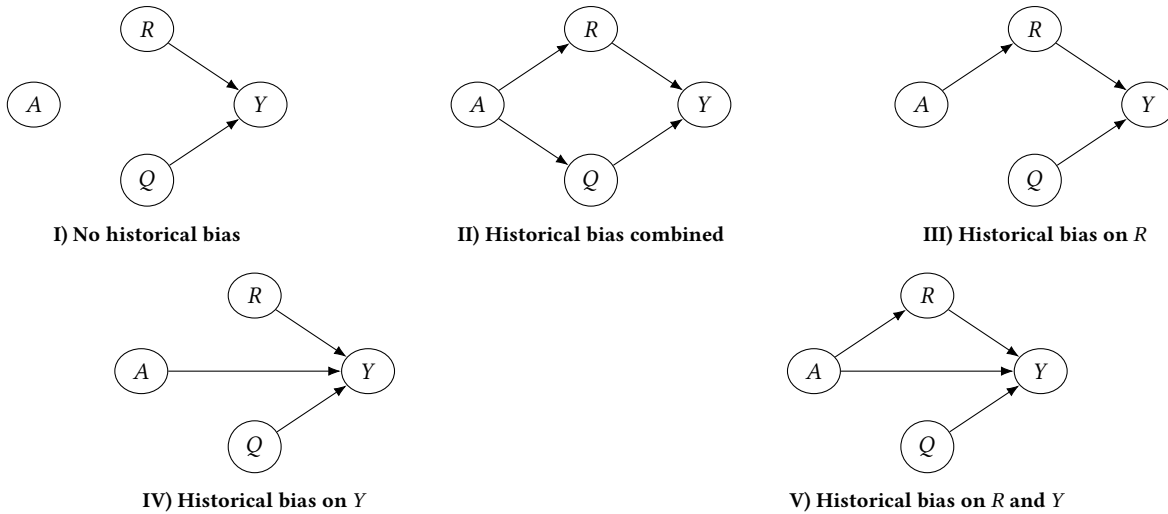 R
A
Y
Q
I) No historical bias
R
A
Y
Q
II) Historical bias combined
R
A
Y
Q
III) Historical bias on R
R
A
Y
Q
IV) Historical bias on Y
R
A
Y
Q
V) Historical bias on R and Y